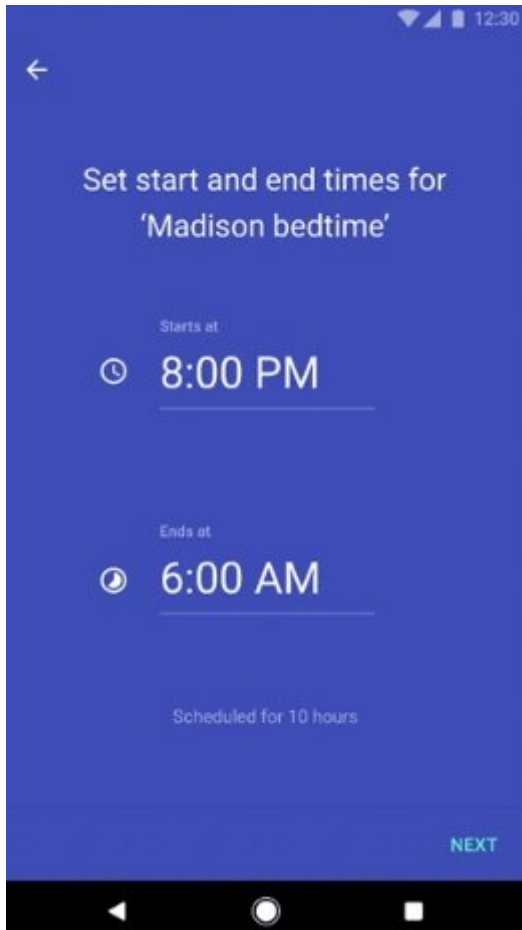 12:30
Set start and end times for
‘Madison bedtime’
Starts at
8:00 PM
Ends at
6:00 AM
Scheduled for 10 hours
NEXT